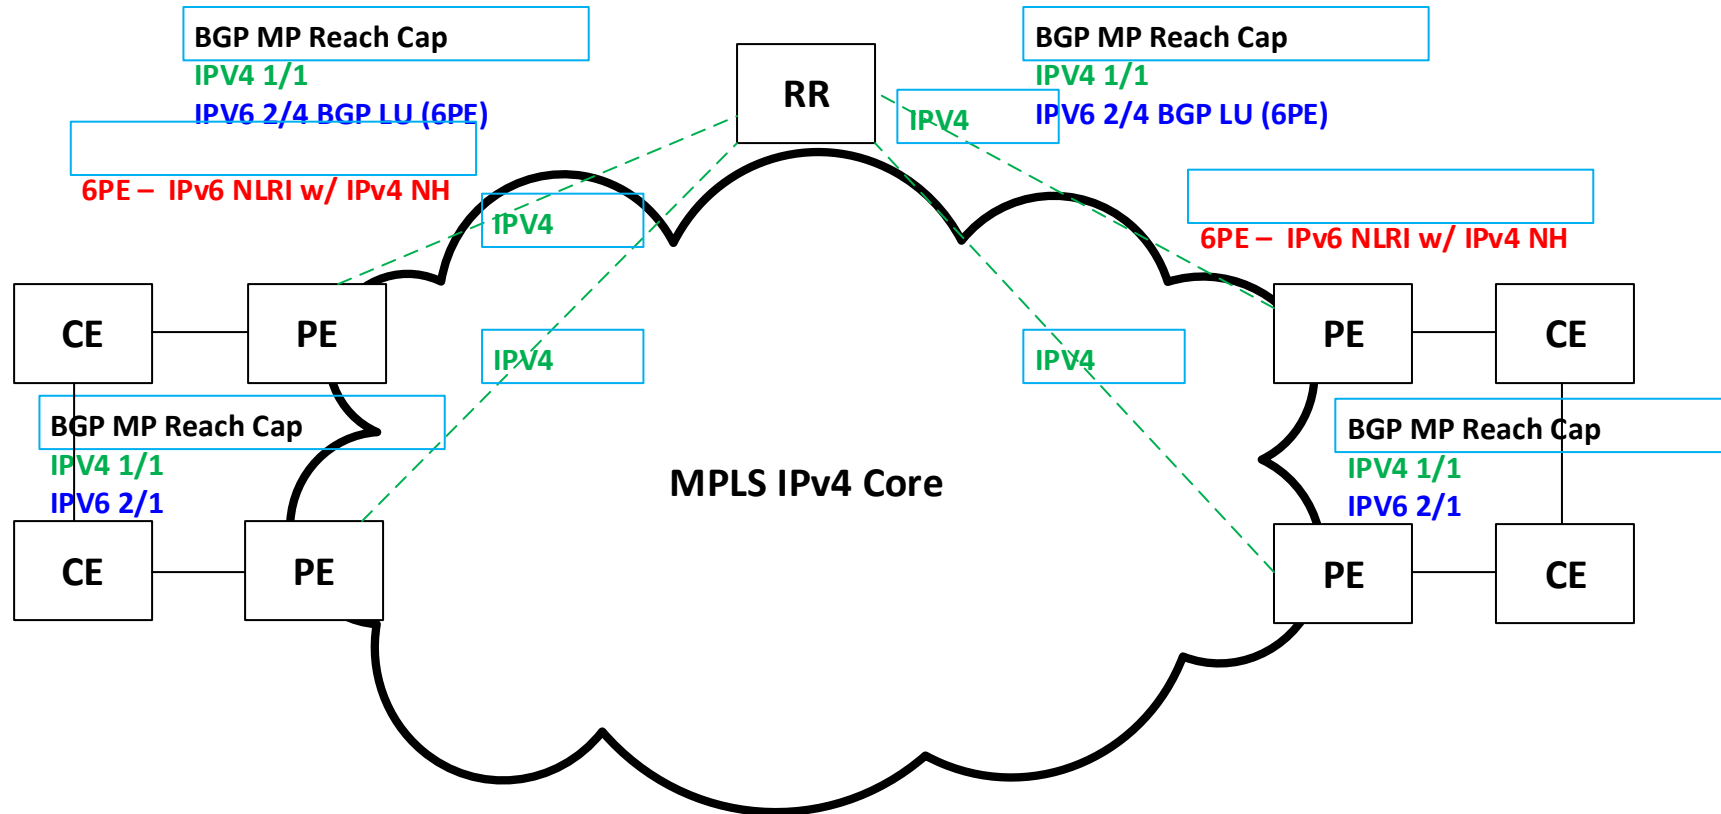 BGP MP Reach Cap
IPV4 1/1
IPV6 2/4 BGP LU (6PE)
6PE – IPv6 NLRI w/ IPv4 NH
RR
BGP MP Reach Cap
IPV4 1/1
IPV6 2/4 BGP LU (6PE)
IPV4
6PE – IPv6 NLRI w/ IPv4 NH
IPV4
CE
PE
IPV4
IPV4
PE
CE
BGP MP Reach Cap
IPV4 1/1
IPV6 2/1
MPLS IPv4 Core
BGP MP Reach Cap
IPV4 1/1
IPV6 2/1
CE
PE
PE
CE